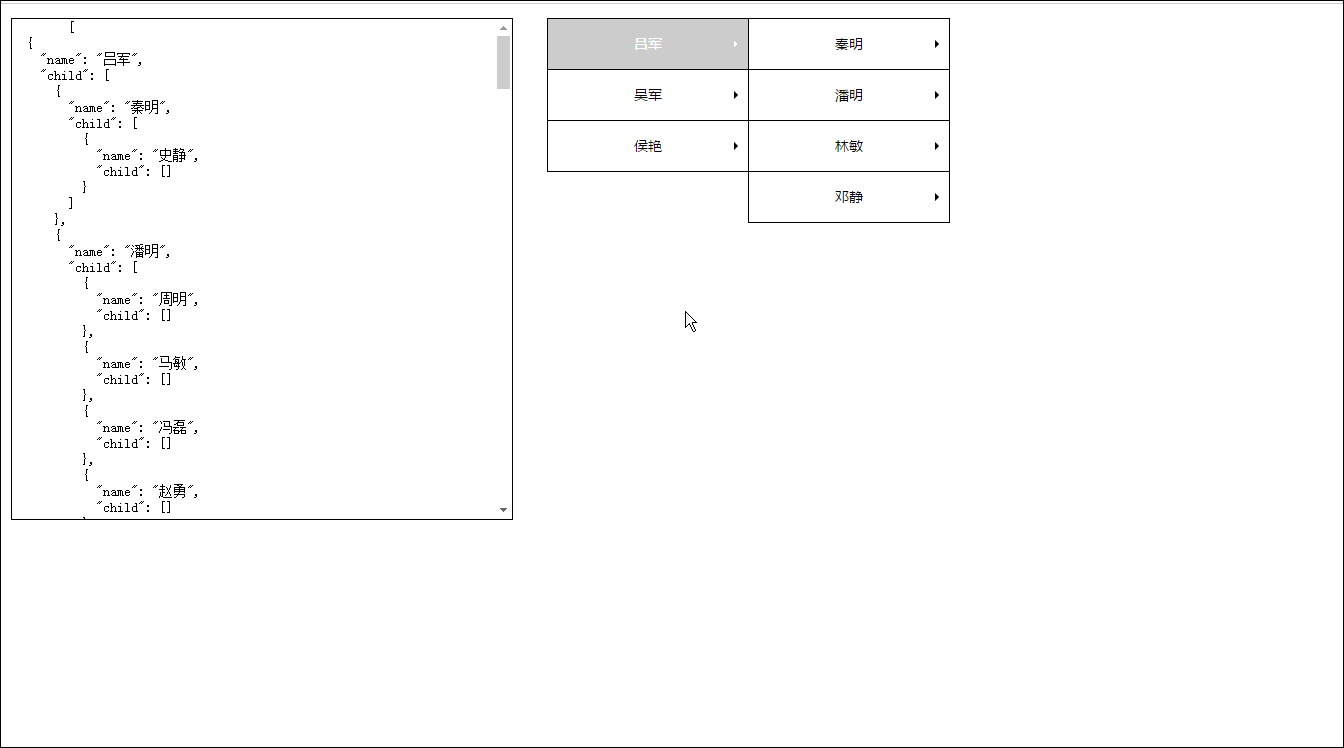 [
{
"name": "吕军",
"child": [
{
"name": "秦明",
"child": [
{
"name": "史静",
"child": []
}
]
},
{
"name": "潘明",
"child": [
{
"name": "周明",
"child": []
},
{
"name": "马敏",
"child": []
},
{
"name": "冯磊",
"child": []
},
{
"name": "赵勇",
"child": []
吕军
吴军
侯艳
秦明
潘明
林敏
邓静